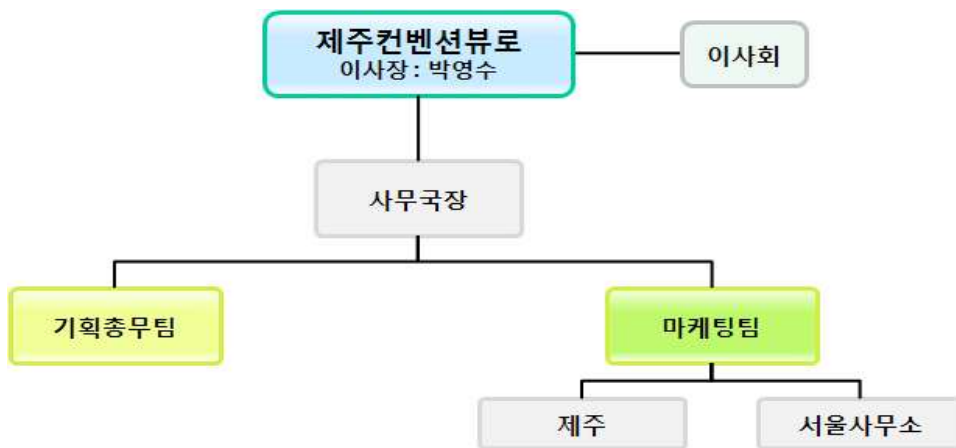 제주컨벤션뷰로
이사장 : 박영수
이사회
사무국장
기획총무팀
마케팅팀
제주
서울사무소